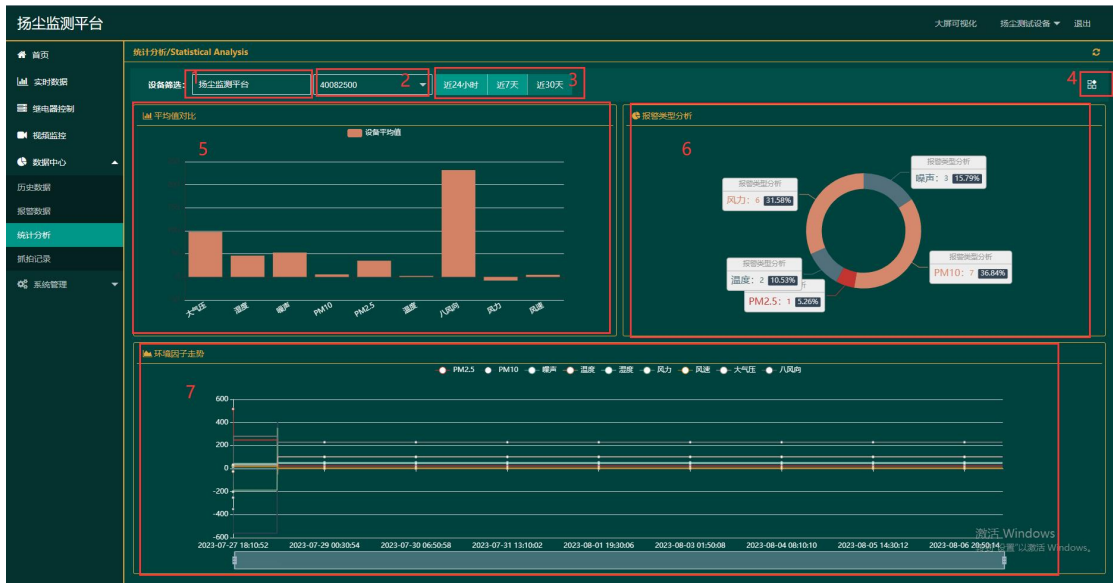 扬尘监测平台
大屏可视化 扬尘测试设备 退出
首页
实时数据
继电器控制
视频监控
数据中心
历史数据
报警数据
统计分析
抓拍记录
系统管理
统计分析/Statistical Analysis
设备筛选: 1 扬尘监测平台 40082500 2 近24小时 近7天 近30天 3 4
平均值对比
设备平均值
5
大气压 温度 噪声 PM10 PM2.5 湿度 八风向 风力 风速
报警类型分析
6
报警类型分析
噪声: 3 15.79%
报警类型分析
风力: 6 31.58%
报警类型分析
PM10: 7 36.84%
报警类型分析
温度: 2 10.53%
PM2.5: 1 5.26%
环境因子走势
PM2.5 PM10 噪声 温度 湿度 风力 风速 大气压 八风向
7
600
400
200
0
-200
-400
-600
2023-07-27 18:10:52 2023-07-29 00:30:54 2023-07-30 06:50:58 2023-07-31 13:10:02 2023-08-01 19:30:06 2023-08-03 01:50:08 2023-08-04 08:10:10 2023-08-05 14:30:12 2023-08-06 20:50:14
激活 Windows
设置"以激活 Windows。